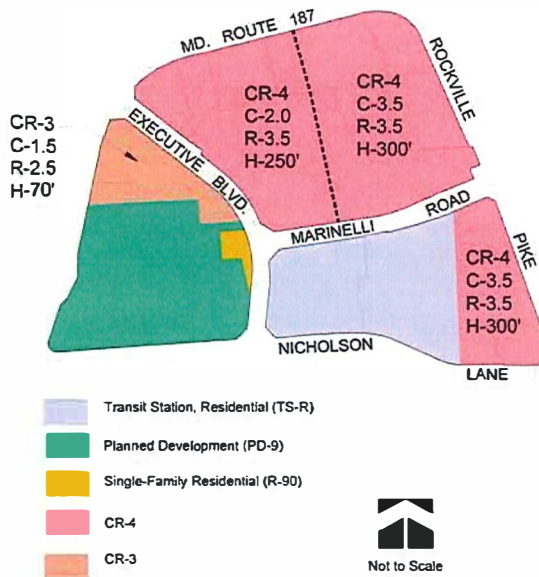 MD. ROUTE 187
ROCKVILLE
PIKE
EXECUTIVE BLVD.
CR-3
C-1.5
R-2.5
H-70'
CR-4
C-2.0
R-3.5
H-250'
CR-4
C-3.5
R-3.5
H-300'
MARINELLI ROAD
CR-4
C-3.5
R-3.5
H-300'
NICHOLSON LANE
Transit Station, Residential (TS-R)
Planned Development (PD-9)
Single-Family Residential (R-90)
CR-4
CR-3
Not to Scale